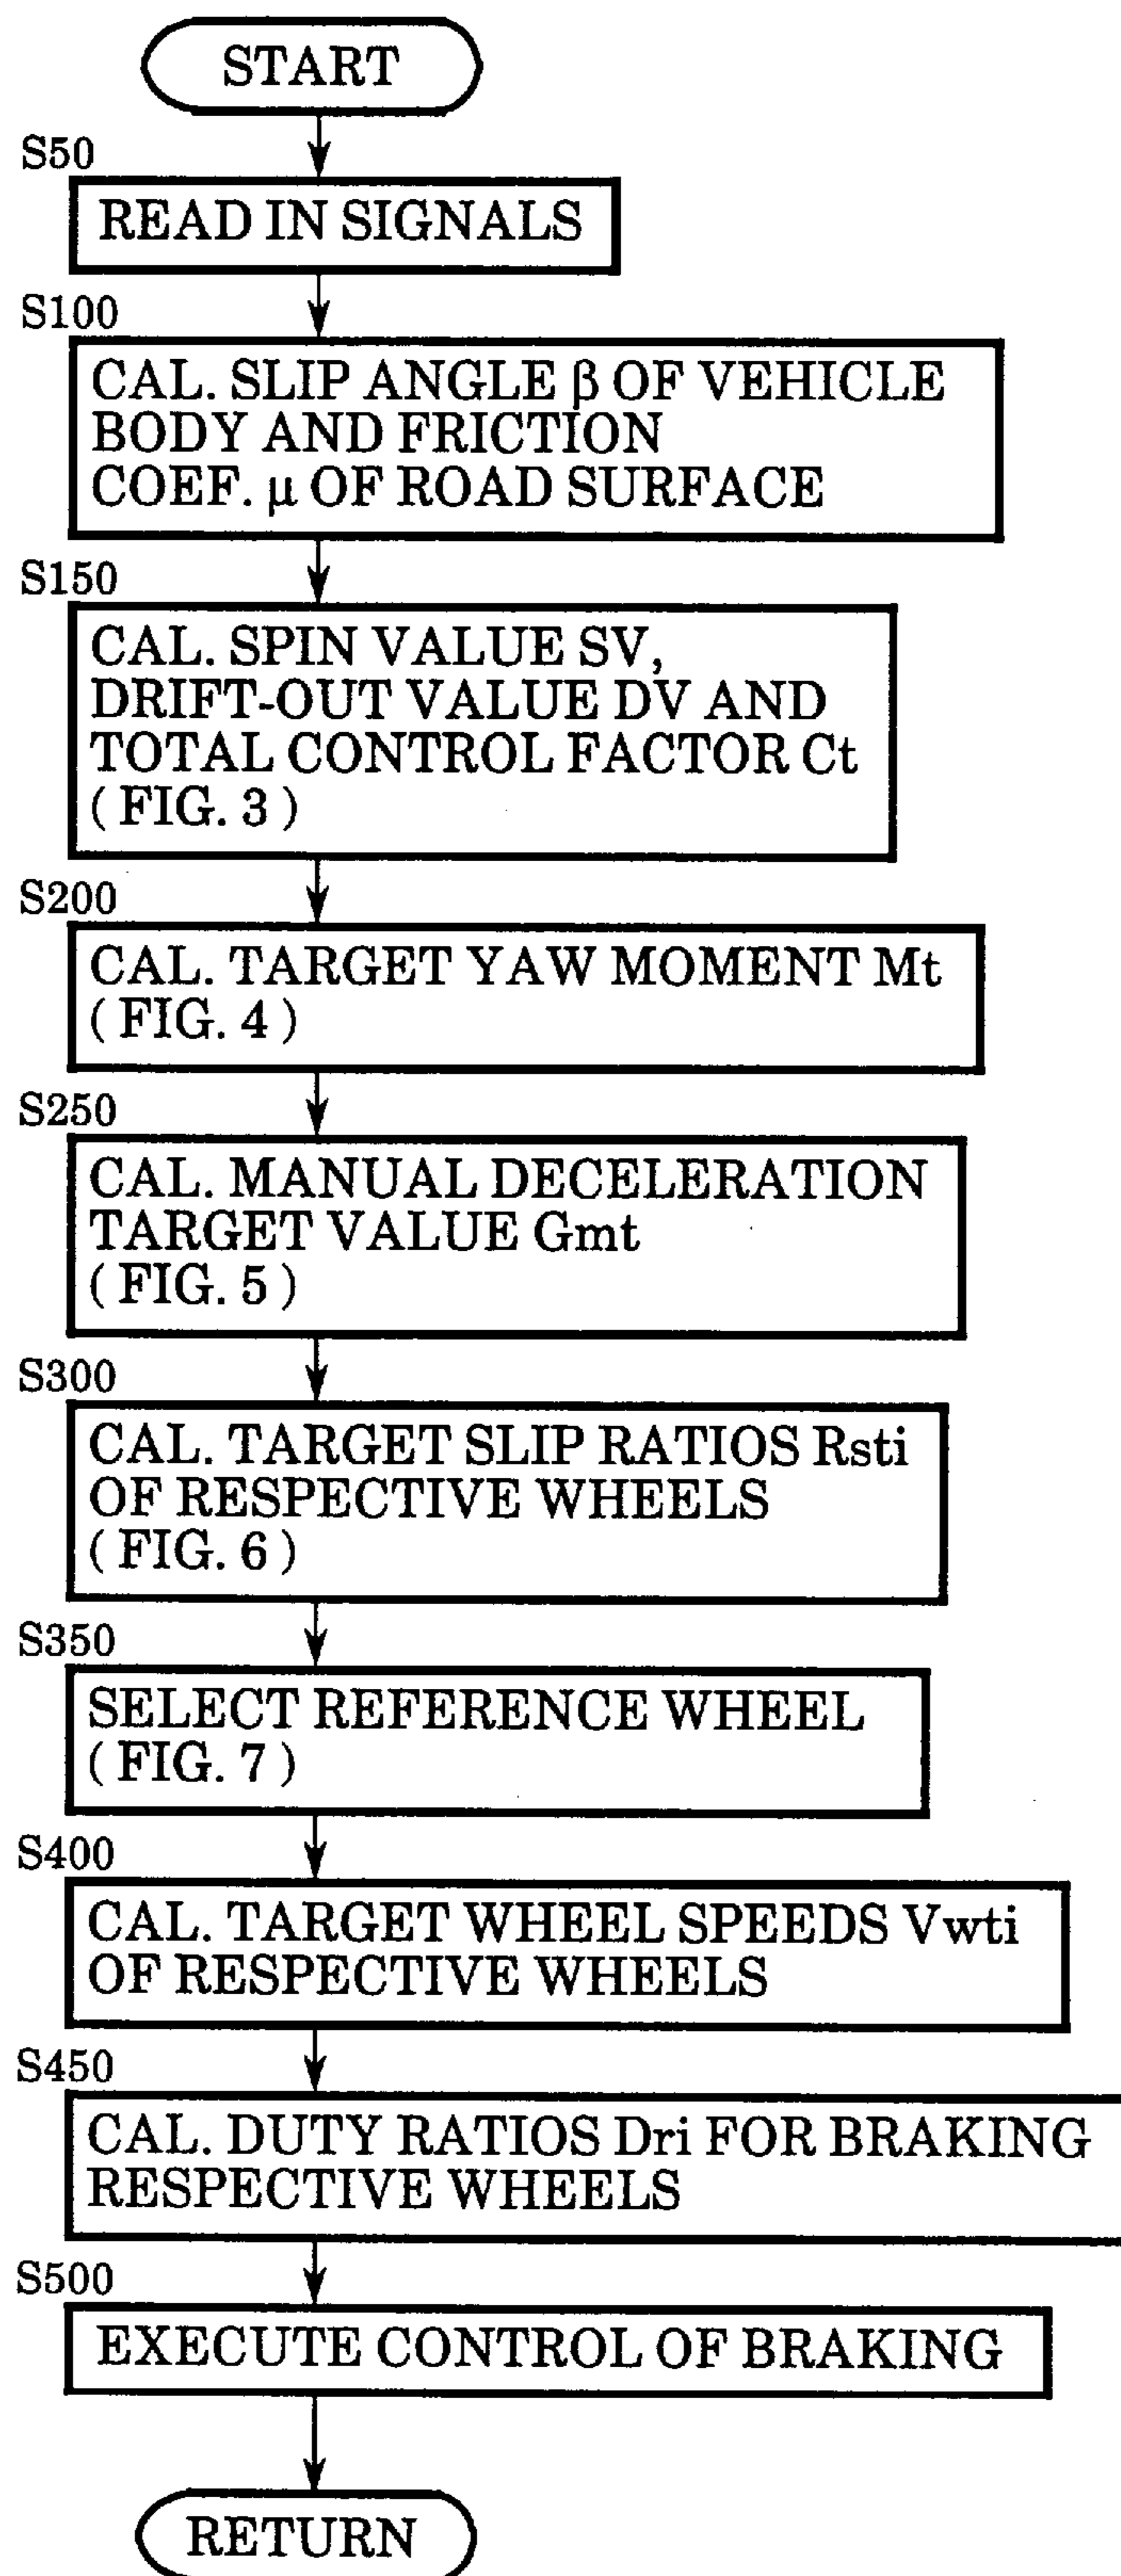 START
S50
READ IN SIGNALS
S100
CAL. SLIP ANGLE β OF VEHICLE
BODY AND FRICTION
COEF. μ OF ROAD SURFACE
S150
CAL. SPIN VALUE SV,
DRIFT-OUT VALUE DV AND
TOTAL CONTROL FACTOR Ct
( FIG. 3 )
S200
CAL. TARGET YAW MOMENT Mt
( FIG. 4 )
S250
CAL. MANUAL DECELERATION
TARGET VALUE Gmt
( FIG. 5 )
S300
CAL. TARGET SLIP RATIOS Rsti
OF RESPECTIVE WHEELS
( FIG. 6 )
S350
SELECT REFERENCE WHEEL
( FIG. 7 )
S400
CAL. TARGET WHEEL SPEEDS Vwti
OF RESPECTIVE WHEELS
S450
CAL. DUTY RATIOS Dri FOR BRAKING
RESPECTIVE WHEELS
S500
EXECUTE CONTROL OF BRAKING
RETURN